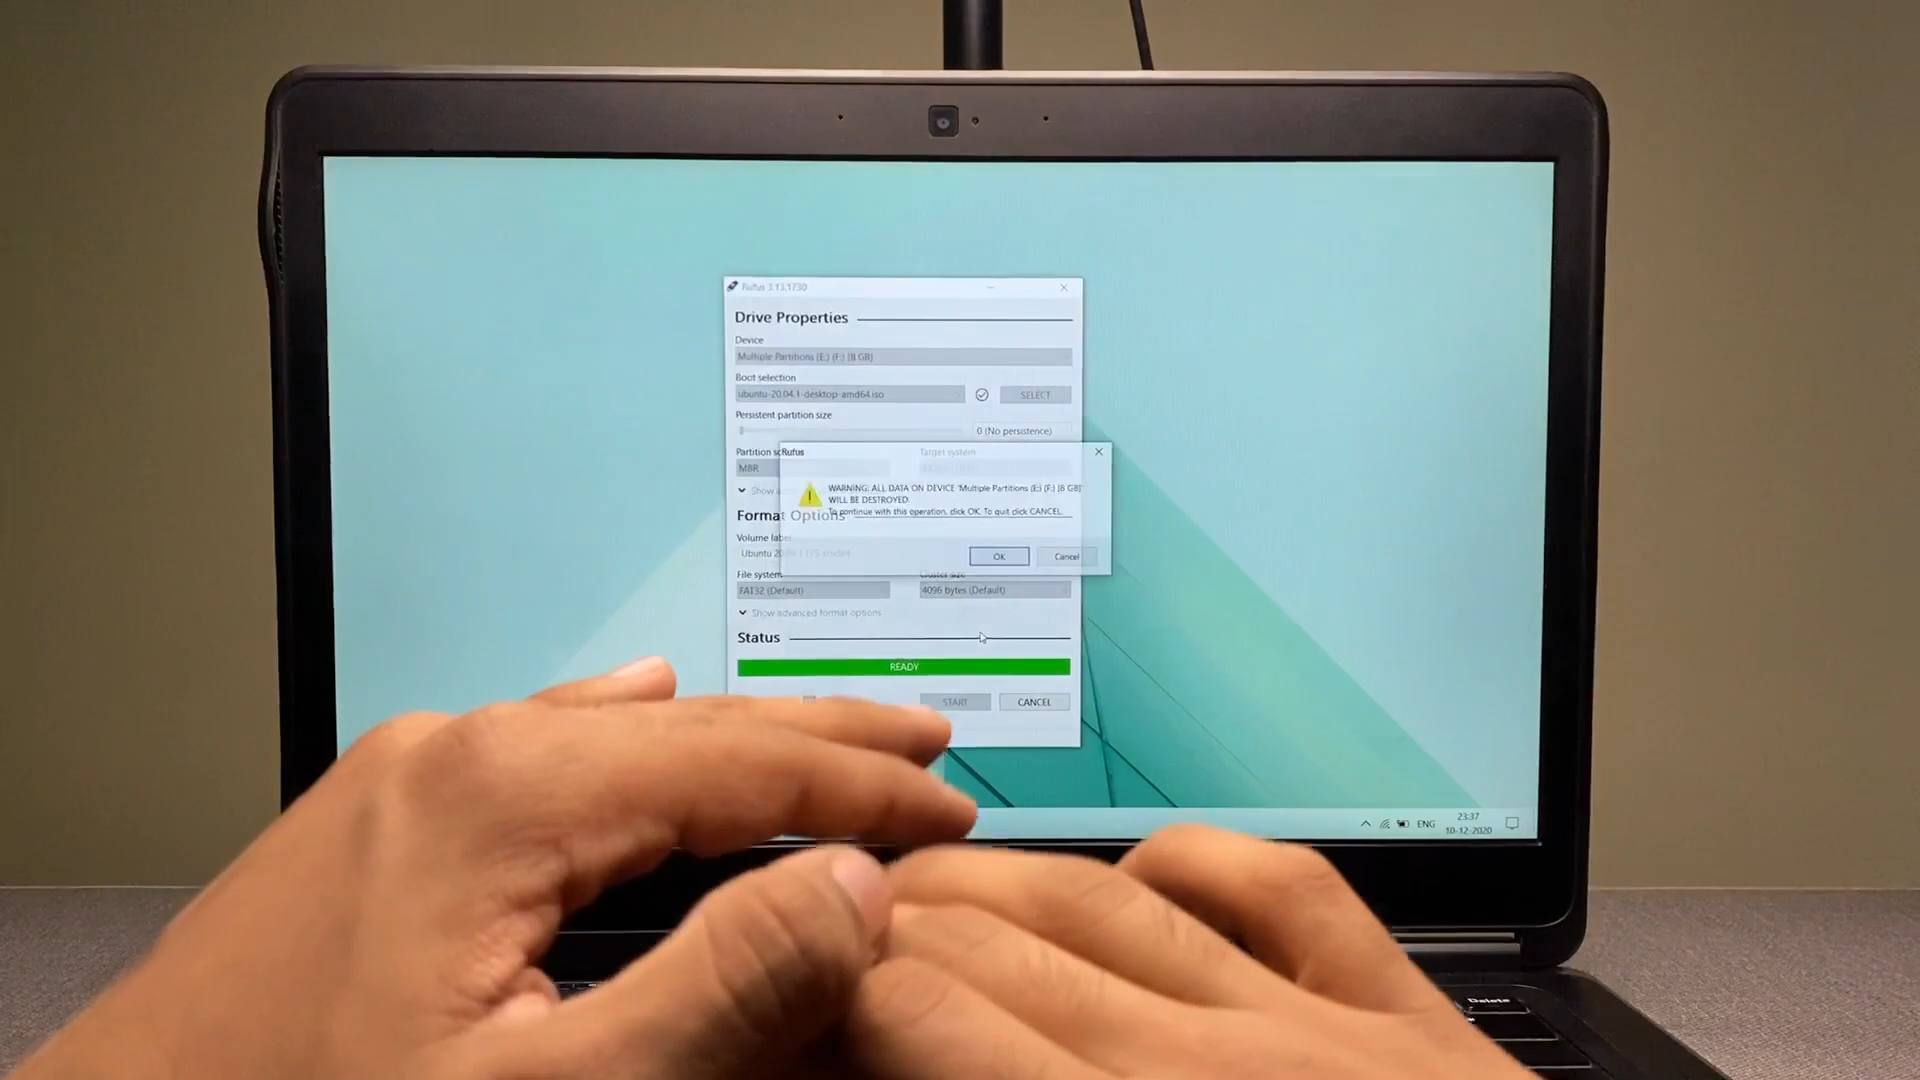 Rufus 3.13.1730
Drive Properties
Device
Multiple Partitions (E:) (F:) [8 GB]
Boot selection
ubuntu-20.04.1-desktop-amd64.iso
SELECT
Persistent partition size
0 (No persistence)
Partition sc
Rufus
Target system
MBR
WARNING: ALL DATA ON DEVICE 'Multiple Partitions (E:) (F:) [8 GB]'
WILL BE DESTROYED.
To continue with this operation, click OK. To quit click CANCEL.
Show a
Format Options
Volume label
Ubuntu 20
OK
Cancel
File system
Cluster size
FAT32 (Default)
4096 bytes (Default)
Show advanced format options
Status
READY
START
CANCEL
ENG
23:37
10-12-2020
Delete